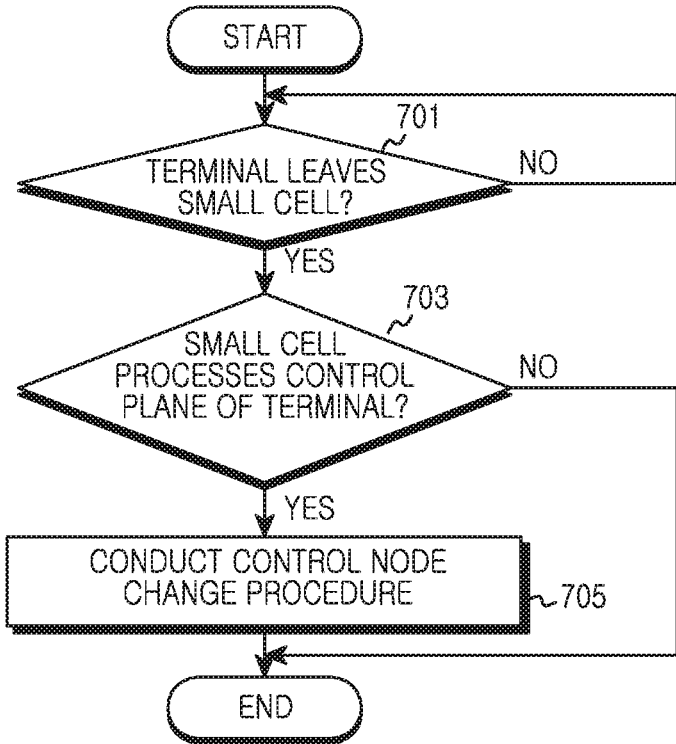 START
701
TERMINAL LEAVES
SMALL CELL?
NO
YES
703
SMALL CELL
PROCESSES CONTROL
PLANE OF TERMINAL?
NO
YES
CONDUCT CONTROL NODE
CHANGE PROCEDURE
705
END